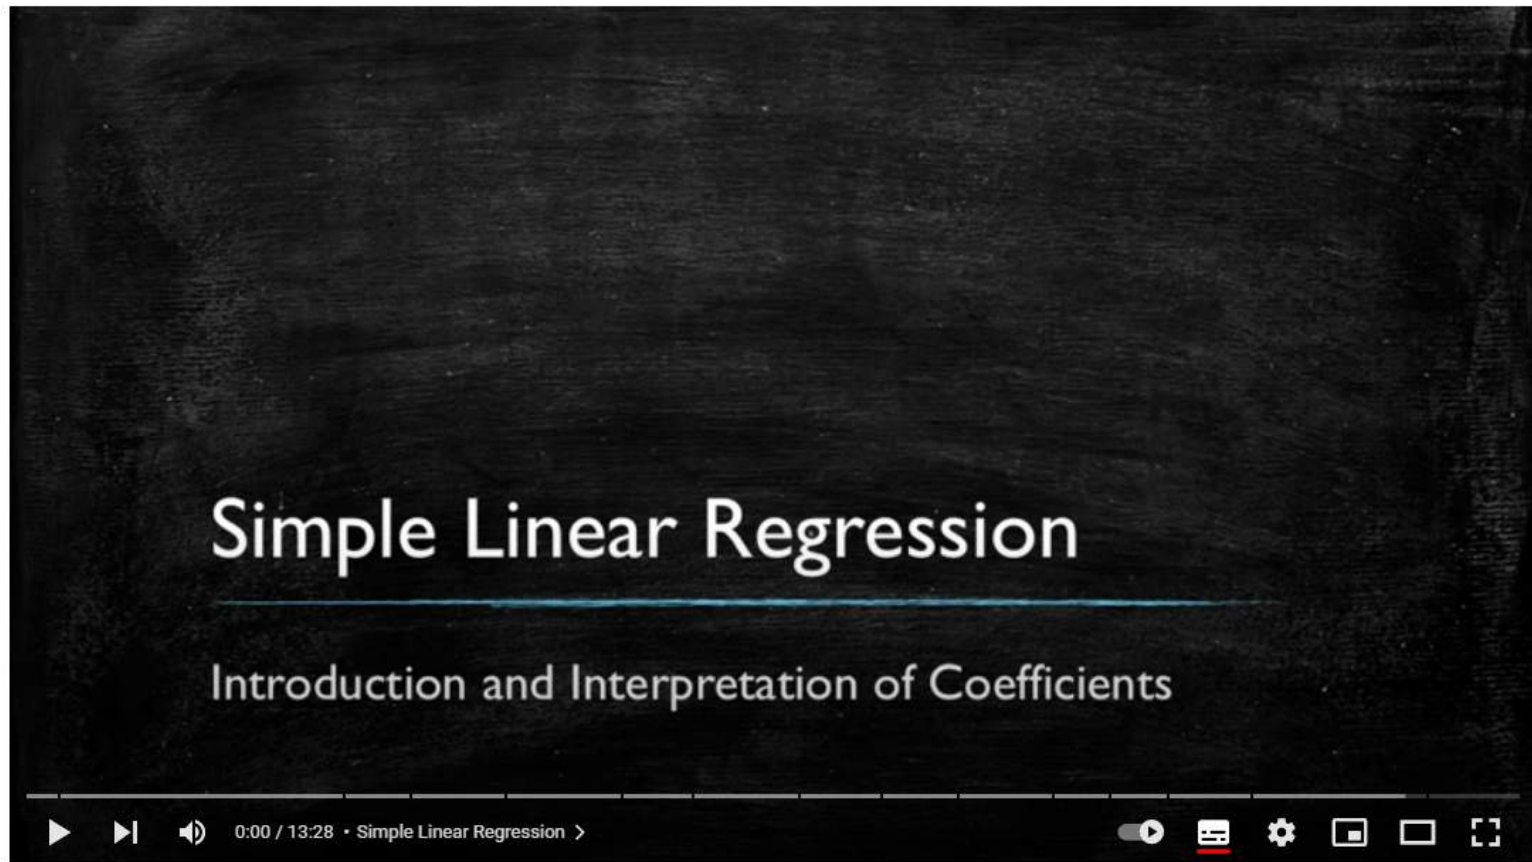 Simple Linear Regression
Introduction and Interpretation of Coefficients
0:00 / 13:28 • Simple Linear Regression >